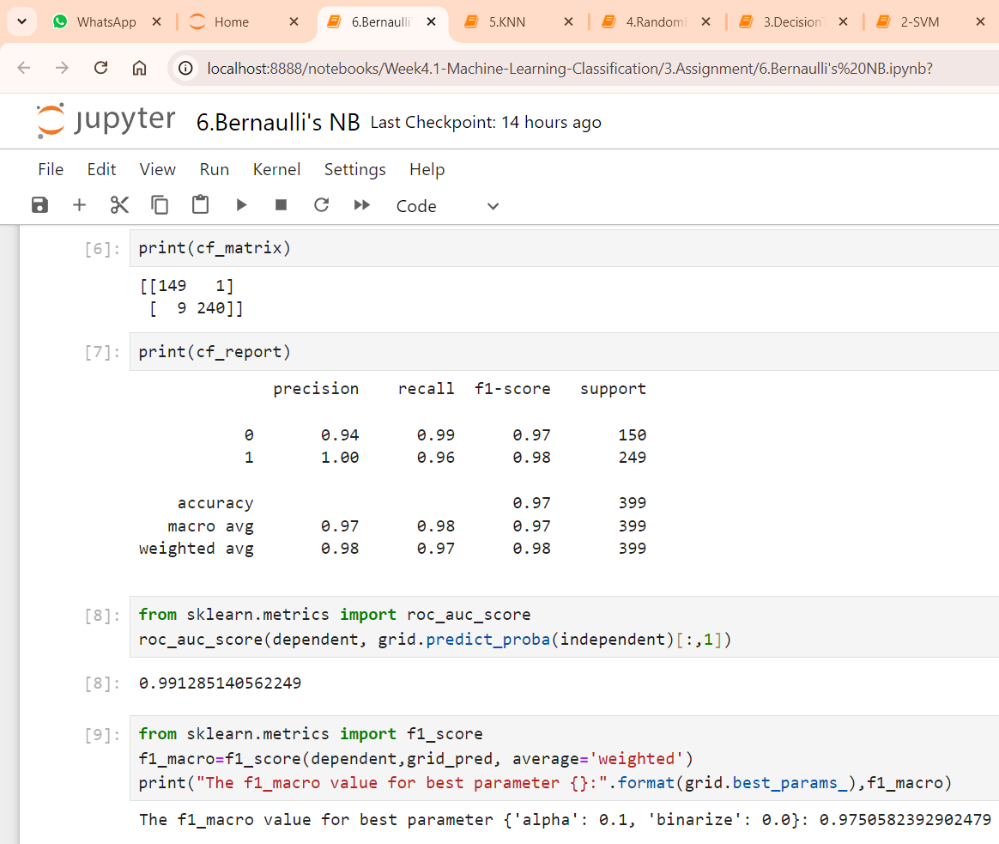 WhatsApp Home 6.Bernaulli 5.KNN 4.Random 3.Decision 2-SVM
localhost:8888/notebooks/Week4.1-Machine-Learning-Classification/3.Assignment/6.Bernaulli's%20NB.ipynb?
jupyter 6.Bernaulli's NB Last Checkpoint: 14 hours ago
File Edit View Run Kernel Settings Help
Code
[6]: print(cf_matrix)
[[149   1]
 [  9 240]]
[7]: print(cf_report)
              precision    recall  f1-score   support
           0       0.94      0.99      0.97       150
           1       1.00      0.96      0.98       249
    accuracy                           0.97       399
   macro avg       0.97      0.98      0.97       399
weighted avg       0.98      0.97      0.98       399
[8]: from sklearn.metrics import roc_auc_score
roc_auc_score(dependent, grid.predict_proba(independent)[:,1])
[8]: 0.991285140562249
[9]: from sklearn.metrics import f1_score
f1_macro=f1_score(dependent,grid_pred, average='weighted')
print("The f1_macro value for best parameter {}:".format(grid.best_params_),f1_macro)
The f1_macro value for best parameter {'alpha': 0.1, 'binarize': 0.0}: 0.9750582392902479